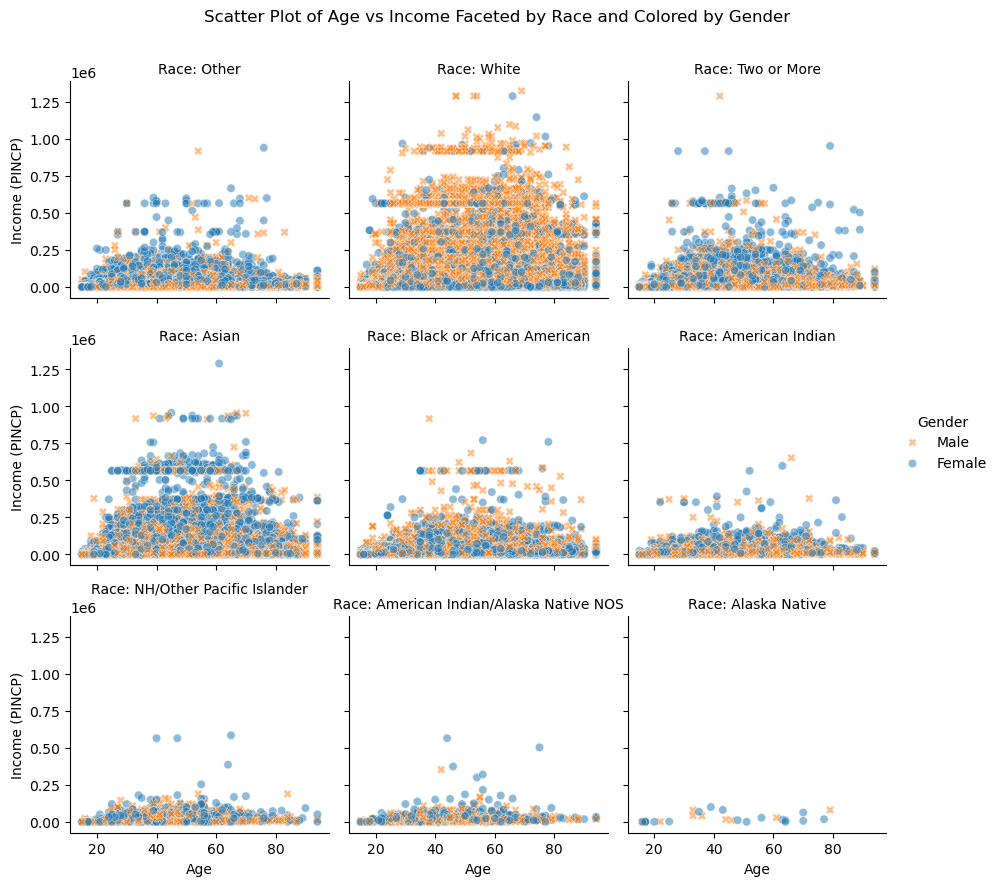 Scatter Plot of Age vs Income Faceted by Race and Colored by Gender
1e6
Race: Other
Race: White
Race: Two or More
1.25
1.00
0.75
0.50
0.25
0.00
Income (PINCP)
1e6
Race: Asian
Race: Black or African American
Race: American Indian
1.25
1.00
0.75
0.50
0.25
0.00
Income (PINCP)
Gender
Male
Female
1e6
Race: NH/Other Pacific Islander
Race: American Indian/Alaska Native NOS
Race: Alaska Native
1.25
1.00
0.75
0.50
0.25
0.00
Income (PINCP)
20 40 60 80
20 40 60 80
20 40 60 80
Age
Age
Age